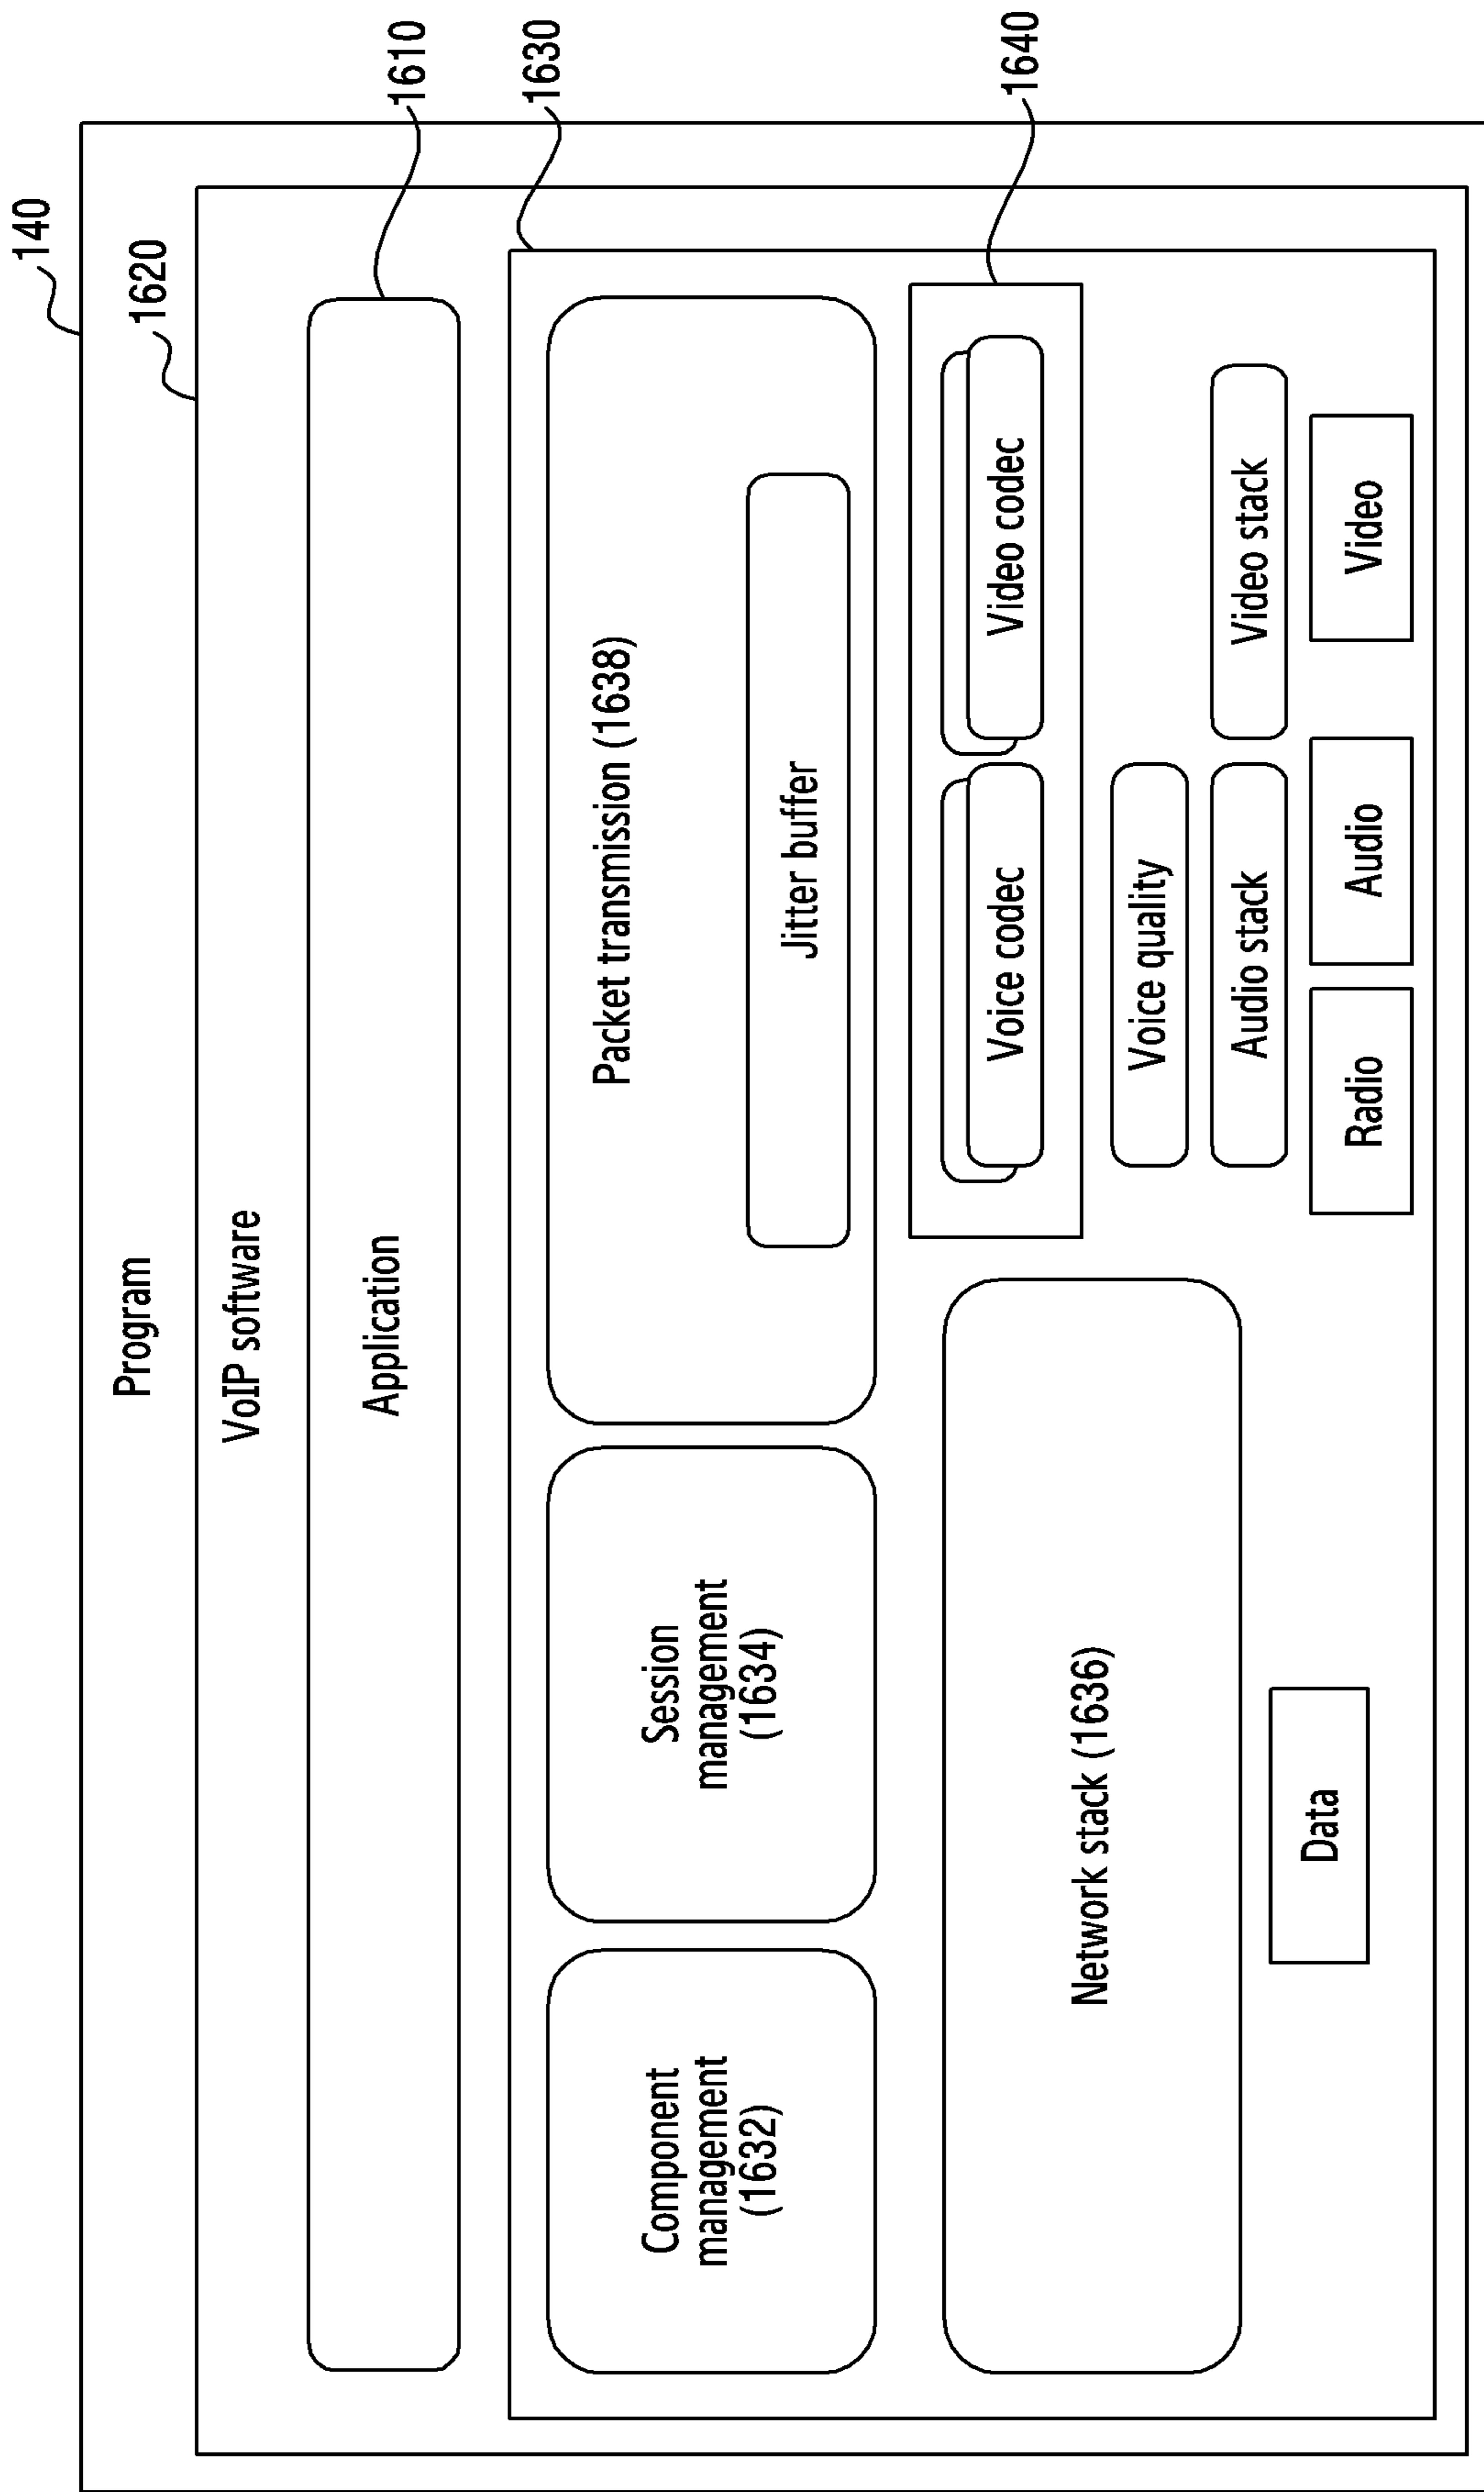 140
Program
1620
VoIP software
1610
Application
1630
Component
management
(1632)
Session
management
(1634)
Packet transmission (1638)
Jitter buffer
1640
Network stack (1636)
Voice codec
Video codec
Voice quality
Audio stack
Video stack
Data
Radio
Audio
Video